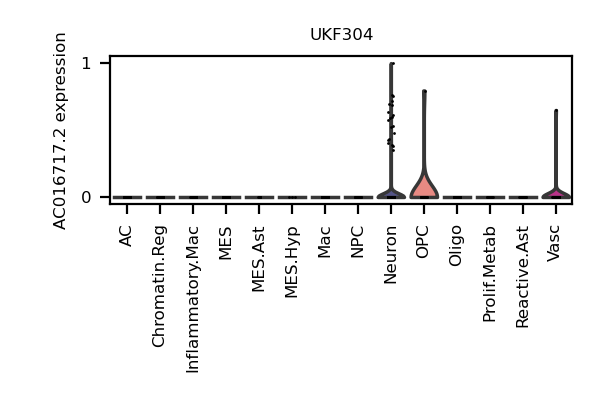 UKF304
AC016717.2 expression
1
0
AC
Chromatin.Reg
Inflammatory.Mac
MES
MES.Ast
MES.Hyp
Mac
NPC
Neuron
OPC
Oligo
Prolif.Metab
Reactive.Ast
Vasc